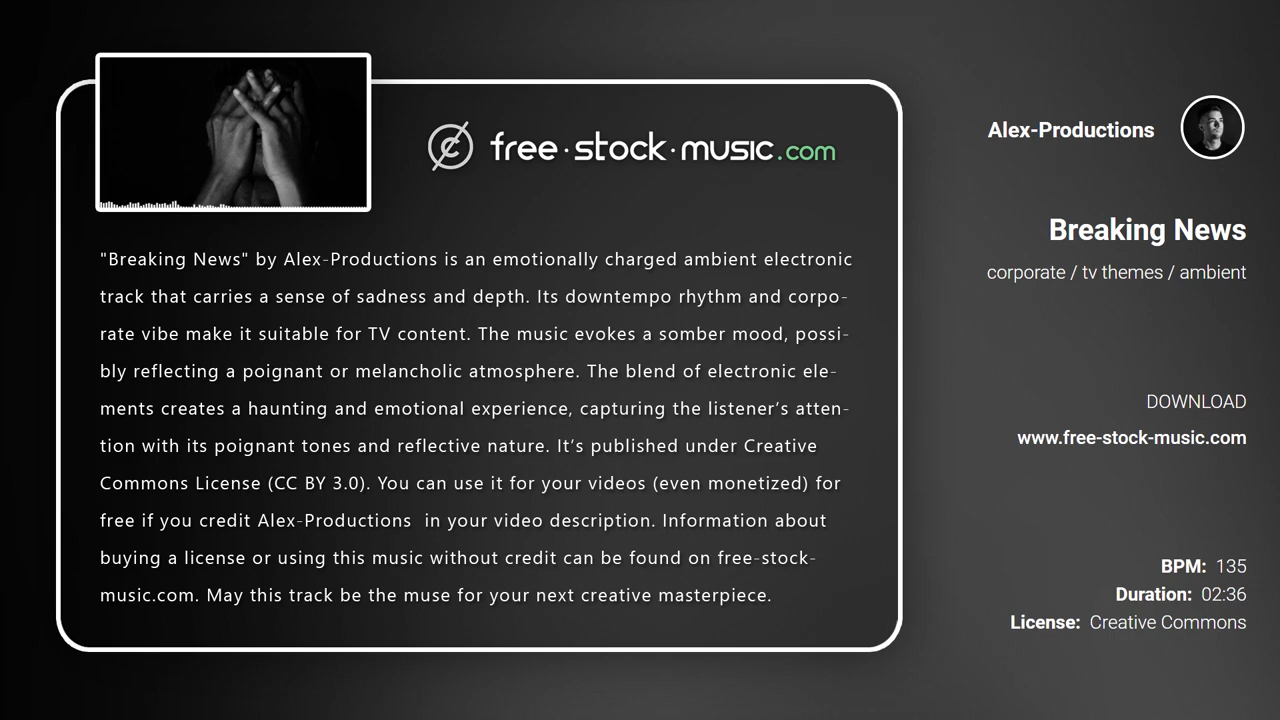 free·stock·music.com
"Breaking News" by Alex-Productions is an emotionally charged ambient electronic
track that carries a sense of sadness and depth. Its downtempo rhythm and corpo-
rate vibe make it suitable for TV content. The music evokes a somber mood, possi-
bly reflecting a poignant or melancholic atmosphere. The blend of electronic ele-
ments creates a haunting and emotional experience, capturing the listener’s atten-
tion with its poignant tones and reflective nature. It’s published under Creative
Commons License (CC BY 3.0). You can use it for your videos (even monetized) for
free if you credit Alex-Productions  in your video description. Information about
buying a license or using this music without credit can be found on free-stock-
music.com. May this track be the muse for your next creative masterpiece.
Alex-Productions
Breaking News
corporate / tv themes / ambient
DOWNLOAD
www.free-stock-music.com
BPM: 135
Duration: 02:36
License: Creative Commons